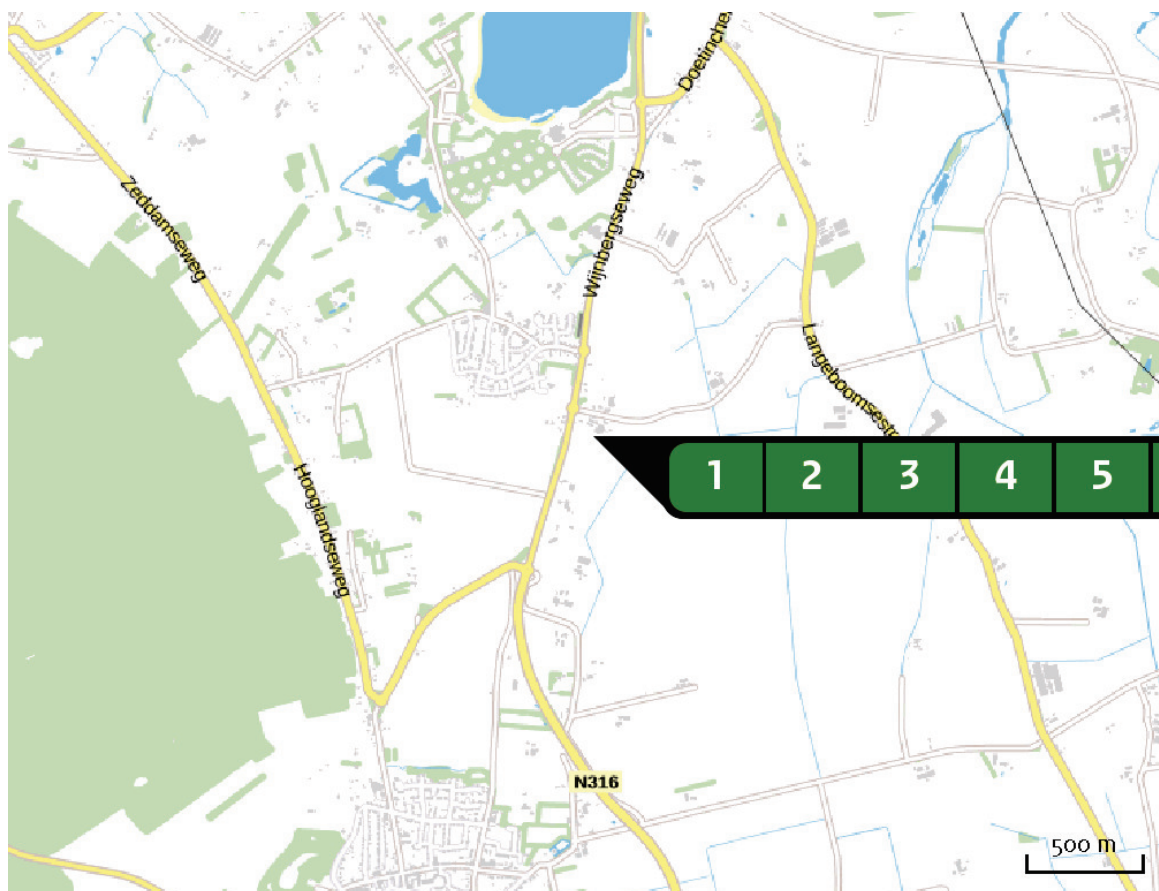 Doetinche
Zeddamseweg
Wijnbergseweg
Langeboomsestr
1 2 3 4 5
Hooglandseweg
N316
500 m